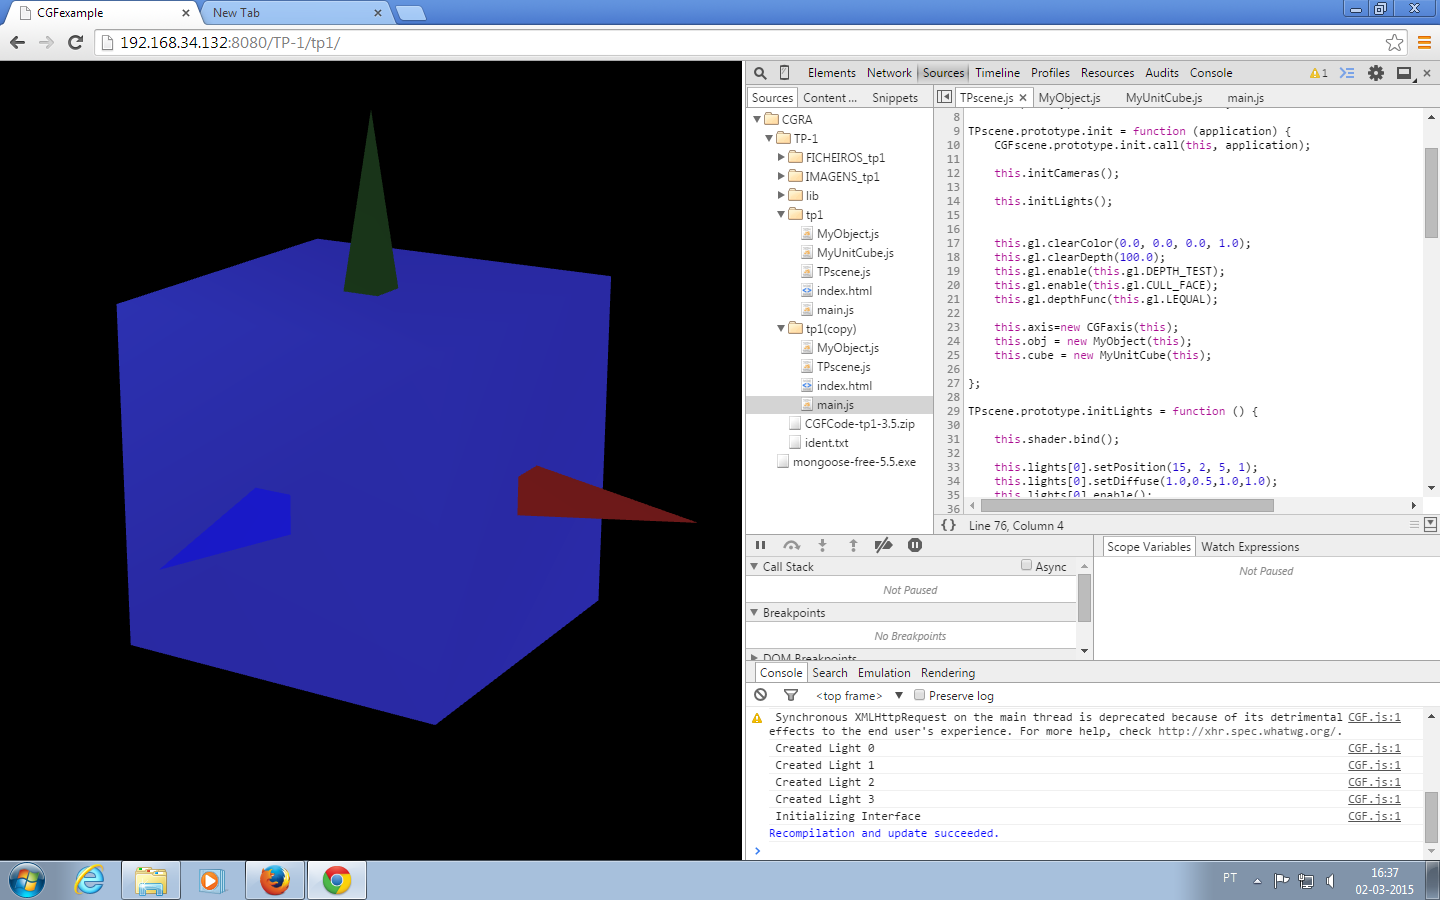 CGFexample
New Tab
192.168.34.132:8080/TP-1/tp1/
Elements Network Sources Timeline Profiles Resources Audits Console
1
Sources Content ... Snippets
CGRA
TP-1
FICHEIROS_tp1
IMAGENS_tp1
lib
tp1
MyObject.js
MyUnitCube.js
TPscene.js
index.html
main.js
tp1(copy)
MyObject.js
TPscene.js
index.html
main.js
CGFCode-tp1-3.5.zip
ident.txt
mongoose-free-5.5.exe
TPscene.js MyObject.js MyUnitCube.js main.js
8
9 TPscene.prototype.init = function (application) {
10 CGFscene.prototype.init.call(this, application);
11
12 this.initCameras();
13
14 this.initLights();
15
16
17 this.gl.clearColor(0.0, 0.0, 0.0, 1.0);
18 this.gl.clearDepth(100.0);
19 this.gl.enable(this.gl.DEPTH_TEST);
20 this.gl.enable(this.gl.CULL_FACE);
21 this.gl.depthFunc(this.gl.LEQUAL);
22
23 this.axis=new CGFaxis(this);
24 this.obj = new MyObject(this);
25 this.cube = new MyUnitCube(this);
26
27 };
28
29 TPscene.prototype.initLights = function () {
30
31 this.shader.bind();
32
33 this.lights[0].setPosition(15, 2, 5, 1);
34 this.lights[0].setDiffuse(1.0,0.5,1.0,1.0);
35 this.lights[0].enable();
36
{} Line 76, Column 4
Call Stack Async
Not Paused
Breakpoints
No Breakpoints
DOM Breakpoints
Scope Variables Watch Expressions
Not Paused
Console Search Emulation Rendering
<top frame> Preserve log
Synchronous XMLHttpRequest on the main thread is deprecated because of its detrimental CGF.js:1
effects to the end user's experience. For more help, check http://xhr.spec.whatwg.org/.
Created Light 0 CGF.js:1
Created Light 1 CGF.js:1
Created Light 2 CGF.js:1
Created Light 3 CGF.js:1
Initializing Interface CGF.js:1
Recompilation and update succeeded.
PT
16:37
02-03-2015